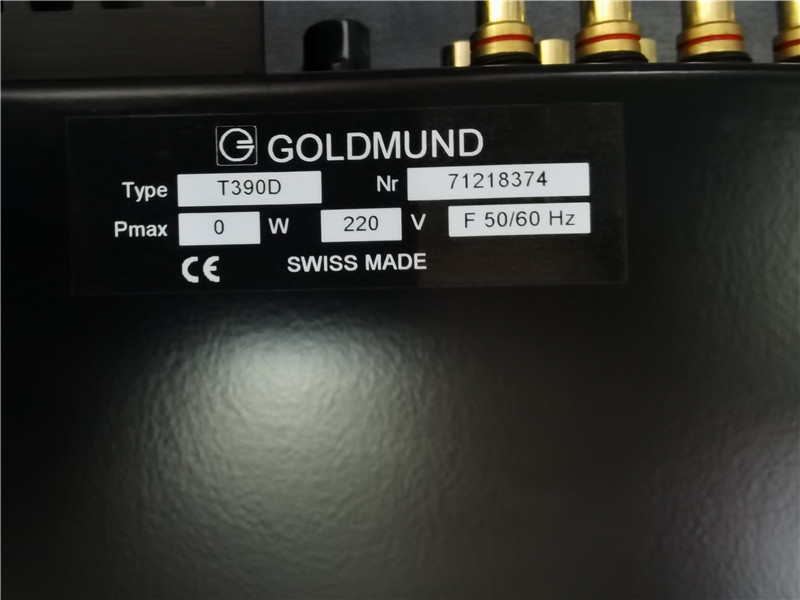 GOLDMUND
Type T390D Nr 71218374
Pmax 0 W 220 V F 50/60 Hz
CE SWISS MADE